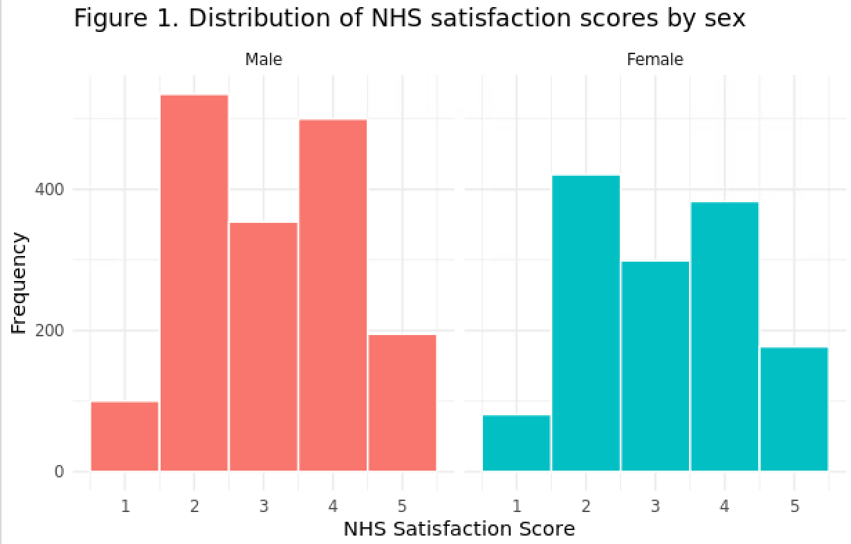 Figure 1. Distribution of NHS satisfaction scores by sex
Male
Female
Frequency
400
200
0
1 2 3 4 5
1 2 3 4 5
NHS Satisfaction Score